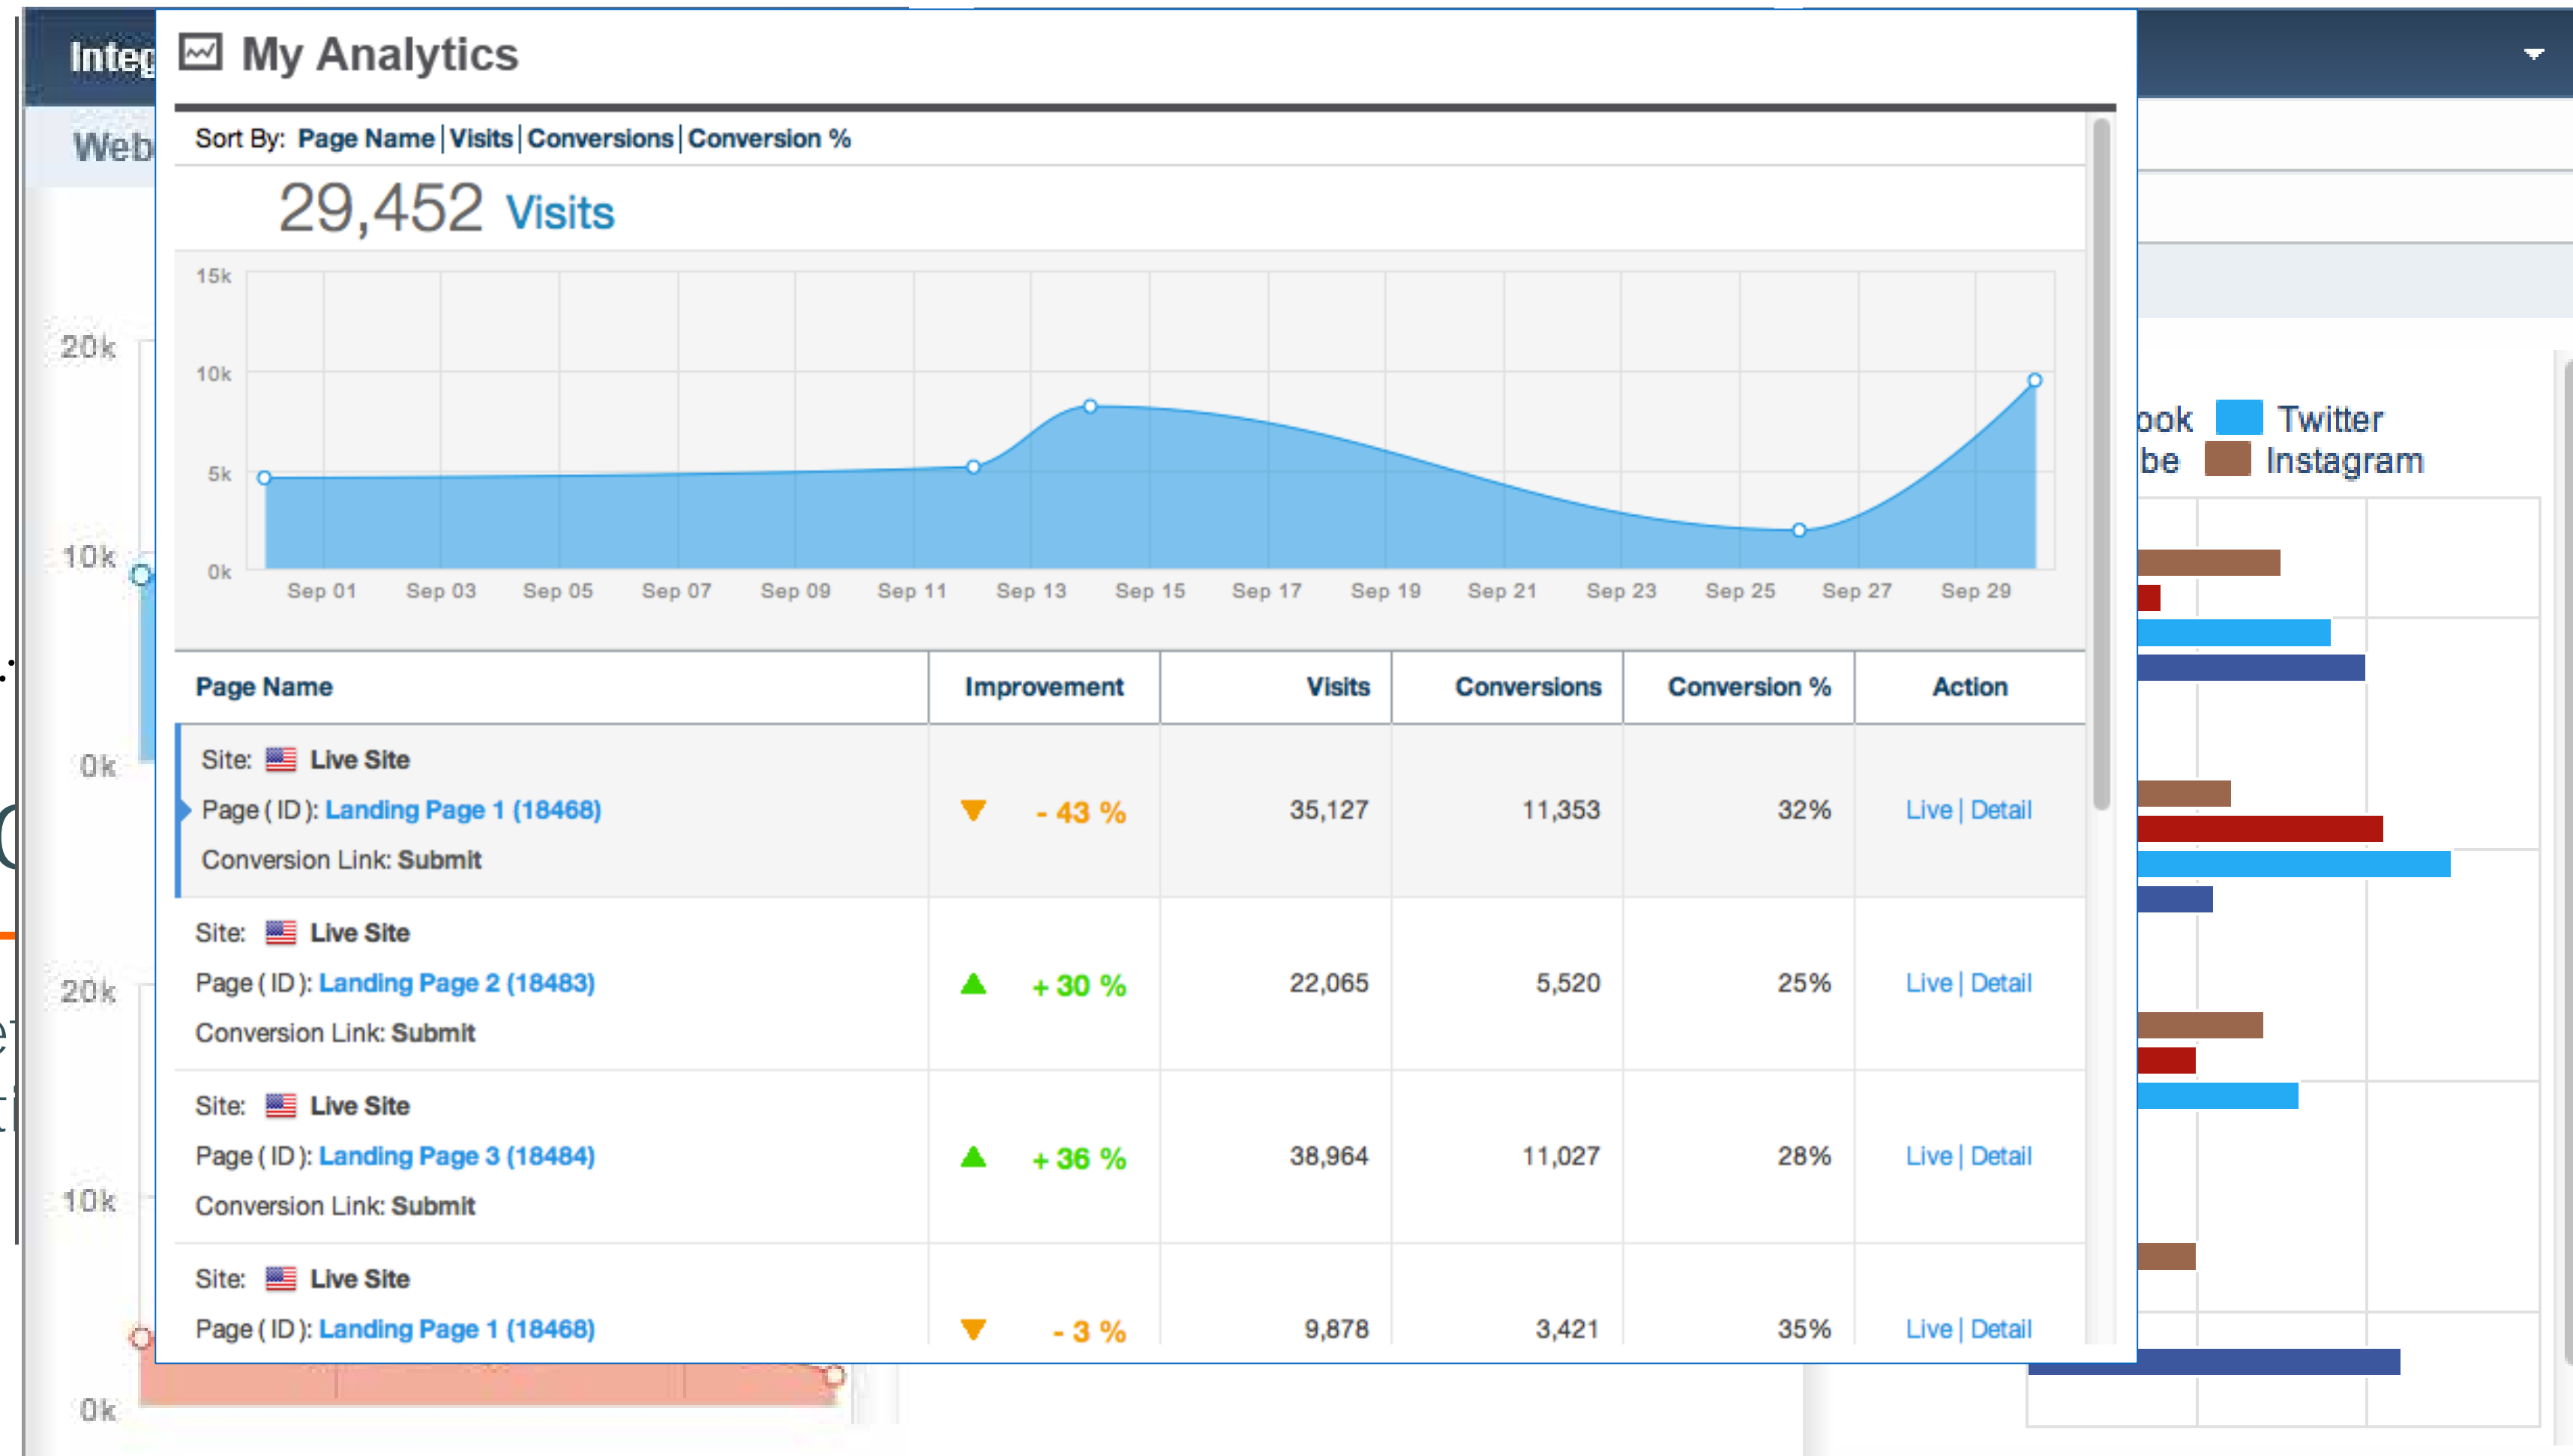 My Analytics
Sort By: Page Name | Visits | Conversions | Conversion %
29,452 Visits
15k
10k
5k
0k
Sep 01 Sep 03 Sep 05 Sep 07 Sep 09 Sep 11 Sep 13 Sep 15 Sep 17 Sep 19 Sep 21 Sep 23 Sep 25 Sep 27 Sep 29
Page Name Improvement Visits Conversions Conversion % Action
Site: Live Site
Page ( ID ): Landing Page 1 (18468) - 43 % 35,127 11,353 32% Live | Detail
Conversion Link: Submit
Site: Live Site
Page ( ID ): Landing Page 2 (18483) + 30 % 22,065 5,520 25% Live | Detail
Conversion Link: Submit
Site: Live Site
Page ( ID ): Landing Page 3 (18484) + 36 % 38,964 11,027 28% Live | Detail
Conversion Link: Submit
Site: Live Site
Page ( ID ): Landing Page 1 (18468) - 3 % 9,878 3,421 35% Live | Detail
Integ
Web
20k
10k
0k
20k
10k
0k
ook Twitter
be Instagram